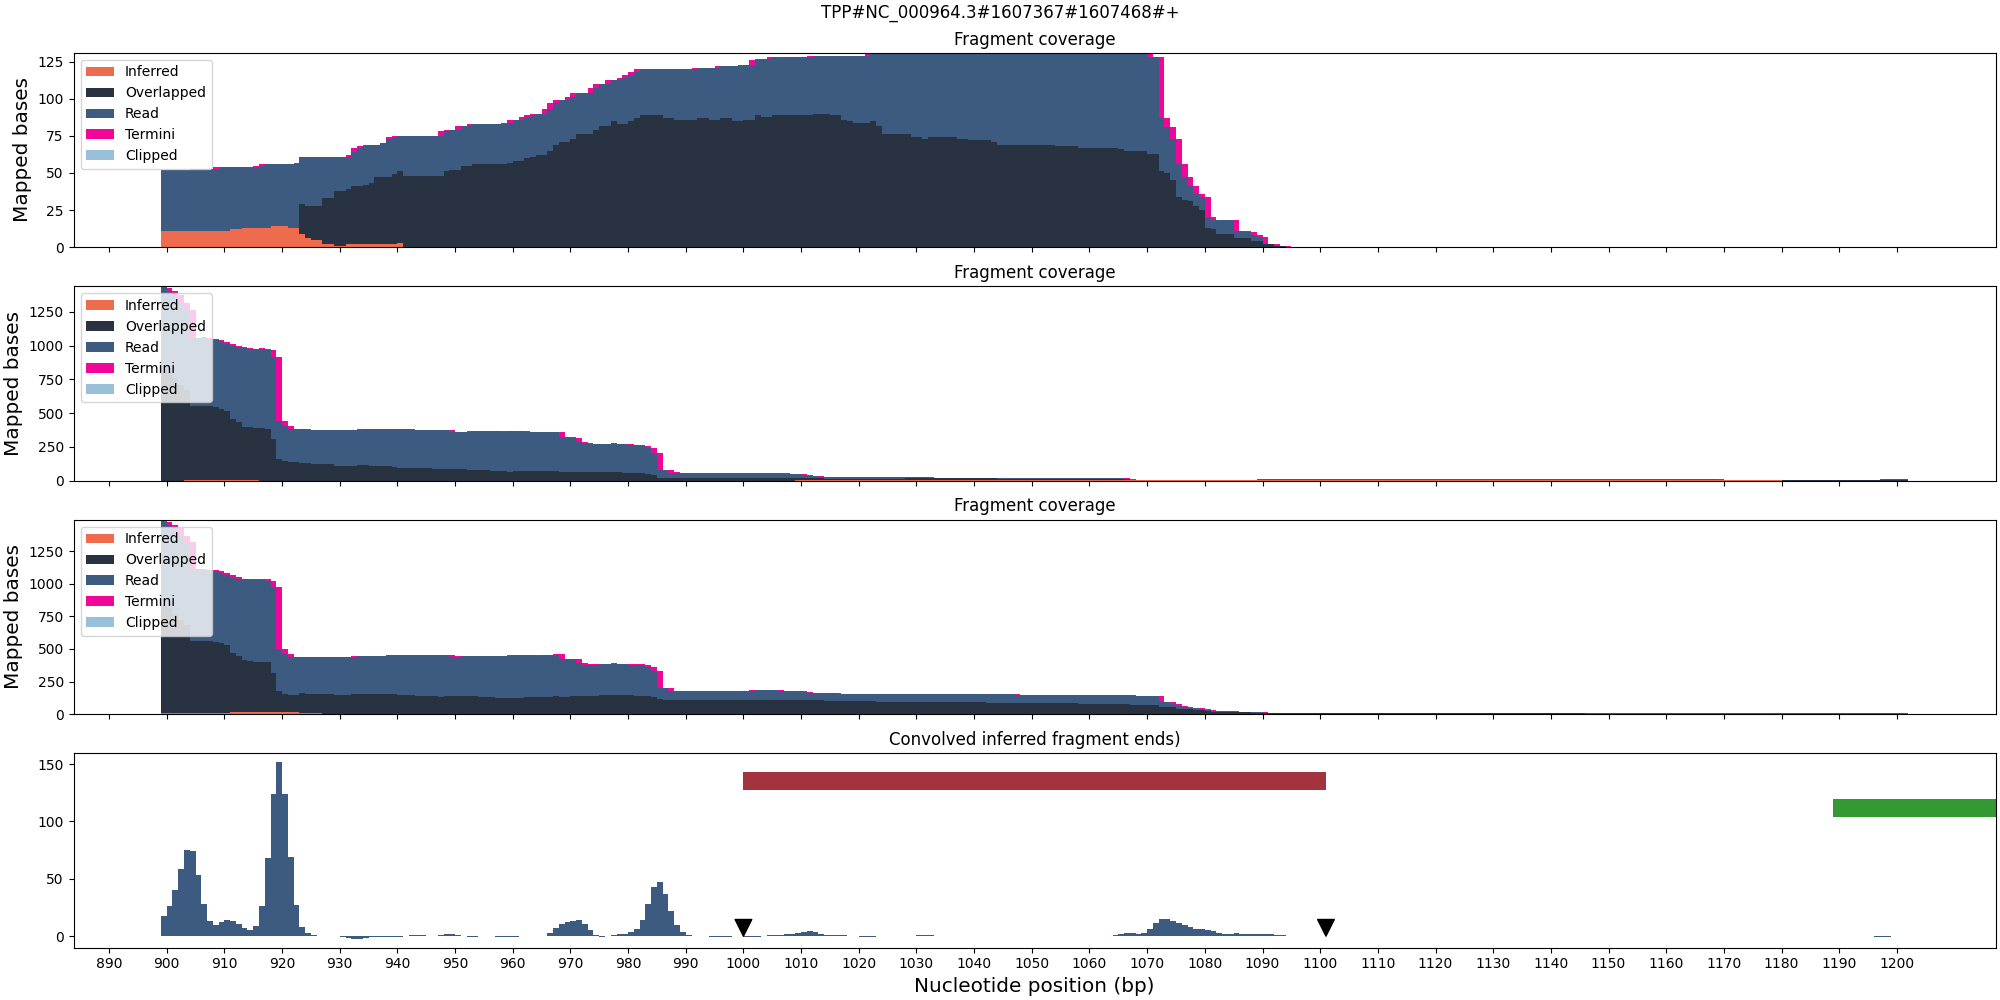 TPP#NC_000964.3#1607367#1607468#+
Fragment coverage
Mapped bases
125
100
75
50
25
0
Inferred
Overlapped
Read
Termini
Clipped
Fragment coverage
Mapped bases
1250
1000
750
500
250
0
Inferred
Overlapped
Read
Termini
Clipped
Fragment coverage
Mapped bases
1250
1000
750
500
250
0
Inferred
Overlapped
Read
Termini
Clipped
Convolved inferred fragment ends)
150
100
50
0
890 900 910 920 930 940 950 960 970 980 990 1000 1010 1020 1030 1040 1050 1060 1070 1080 1090 1100 1110 1120 1130 1140 1150 1160 1170 1180 1190 1200
Nucleotide position (bp)